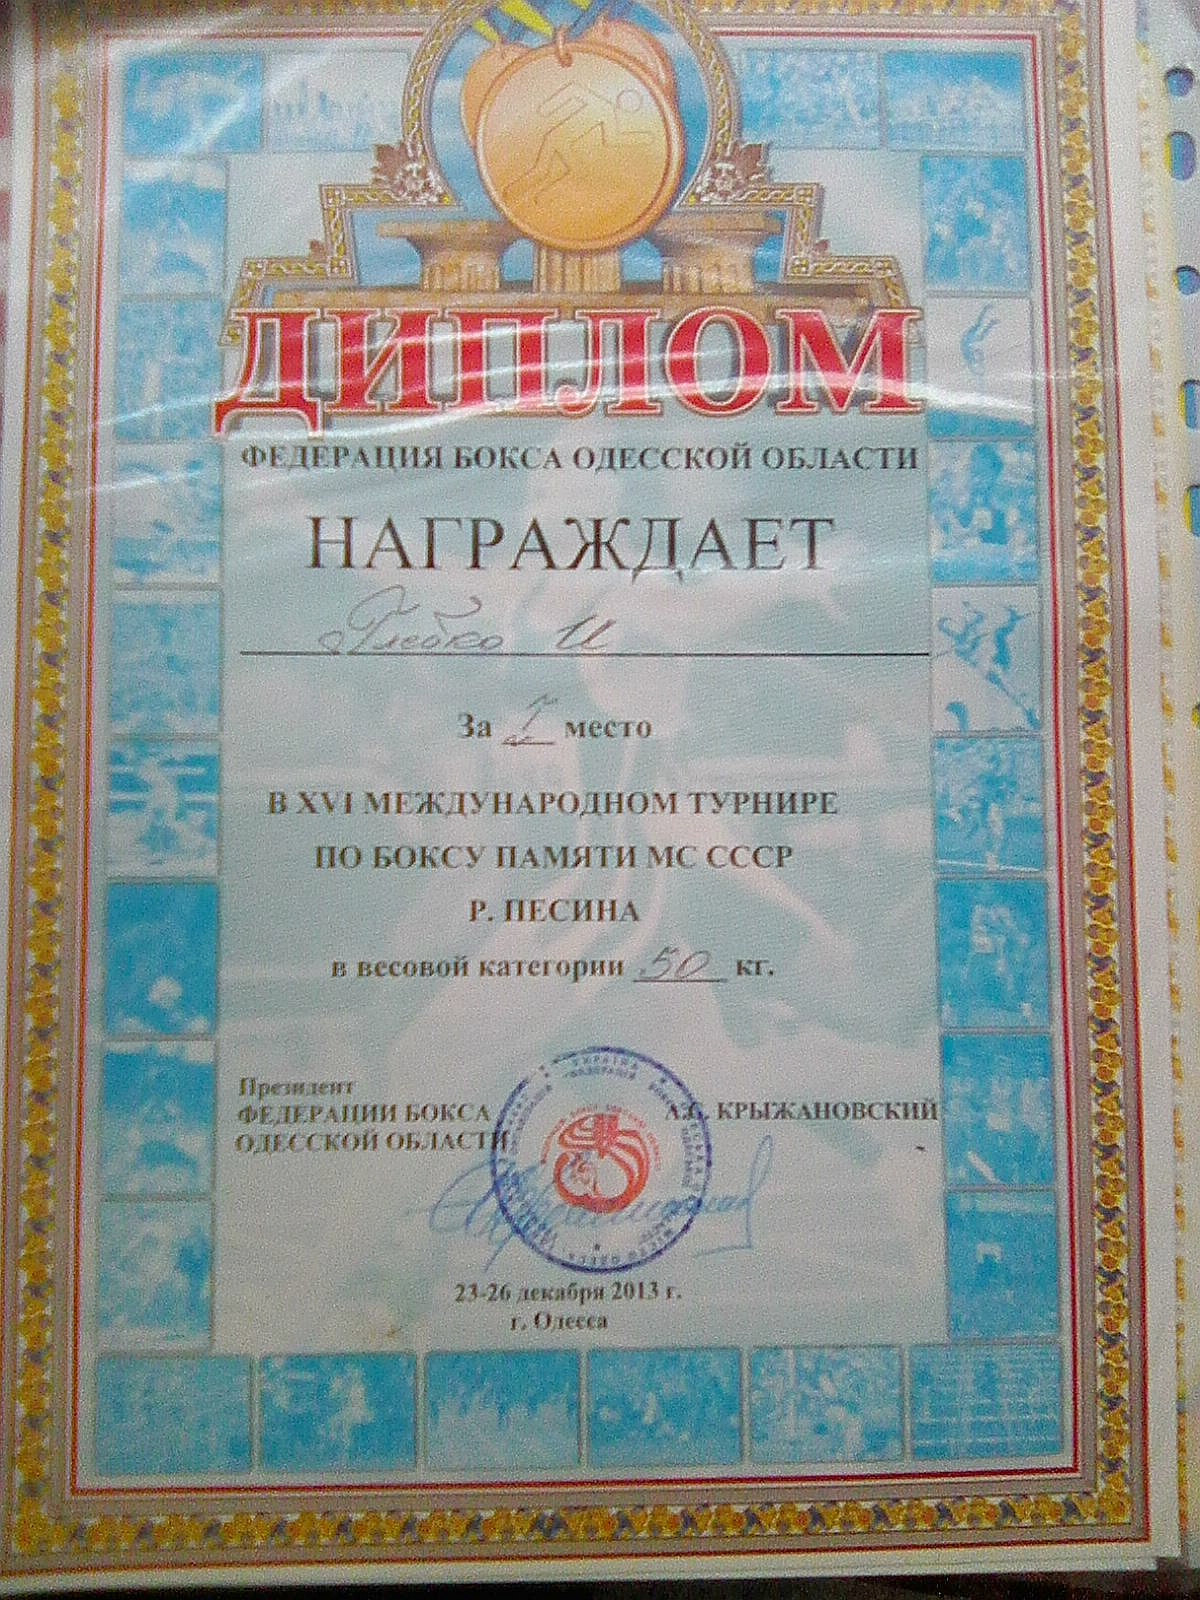 ДИПЛОМ
ФЕДЕРАЦИЯ БОКСА ОДЕССКОЙ ОБЛАСТИ
НАГРАЖДАЕТ
И
За I место
В XVI МЕЖДУНАРОДНОМ ТУРНИРЕ
ПО БОКСУ ПАМЯТИ МС СССР
Р. ПЕСИНА
в весовой категории 50 кг.
Президент
ФЕДЕРАЦИИ БОКСА
ОДЕССКОЙ ОБЛАСТИ
КРЫЖАНОВСКИЙ
УКРАЇНА
23-26 декабря 2013 г.
г. Одесса